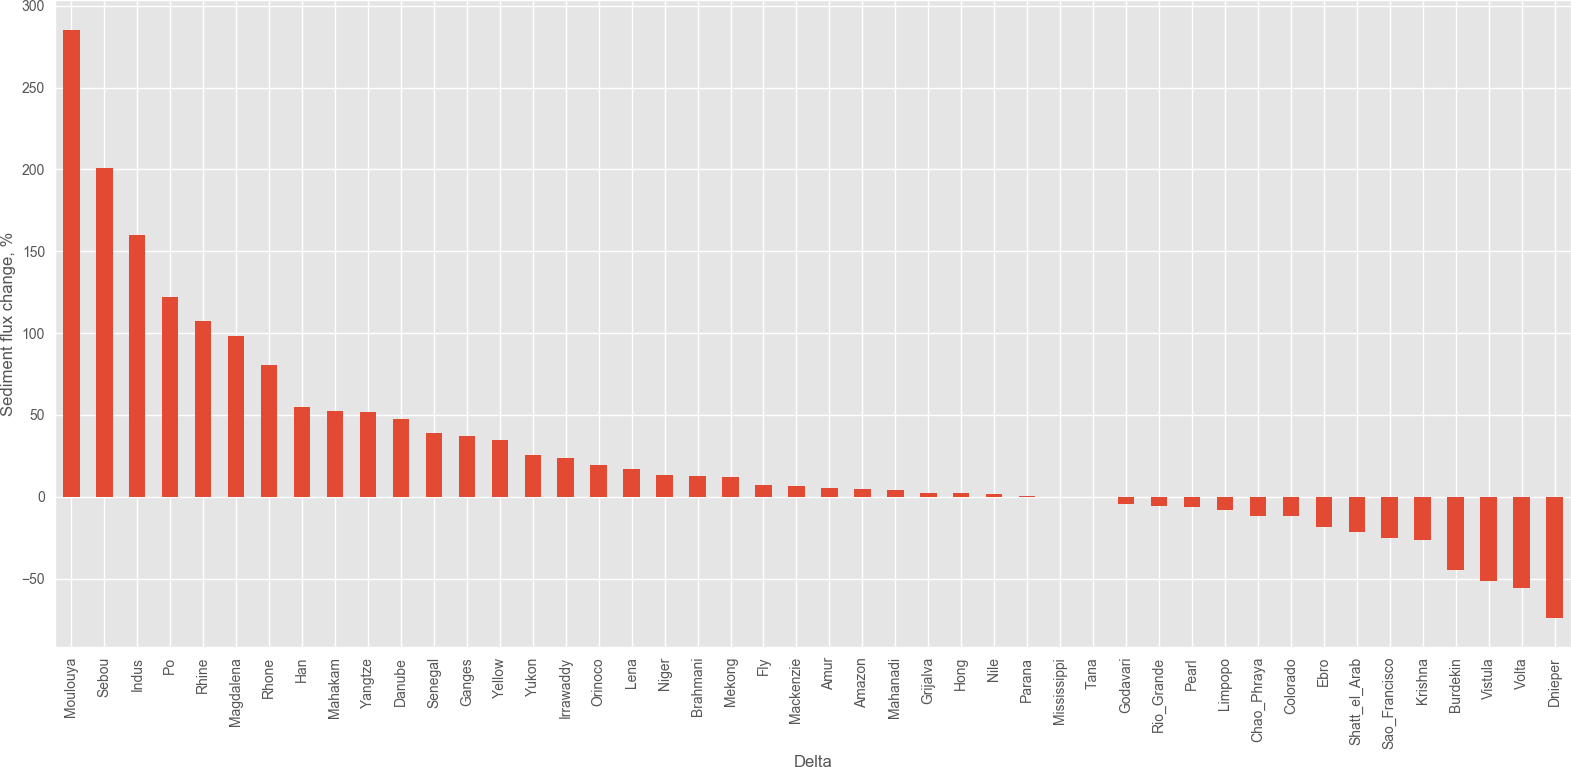 300
250
200
150
100
50
0
−50
Sediment flux change, %
Moulouya
Sebou
Indus
Po
Rhine
Magdalena
Rhone
Han
Mahakam
Yangtze
Danube
Senegal
Ganges
Yellow
Yukon
Irrawaddy
Orinoco
Lena
Niger
Brahmani
Mekong
Fly
Mackenzie
Amur
Amazon
Mahanadi
Grijalva
Hong
Nile
Parana
Mississippi
Tana
Godavari
Rio_Grande
Pearl
Limpopo
Chao_Phraya
Colorado
Ebro
Shatt_el_Arab
Sao_Francisco
Krishna
Burdekin
Vistula
Volta
Dnieper
Delta